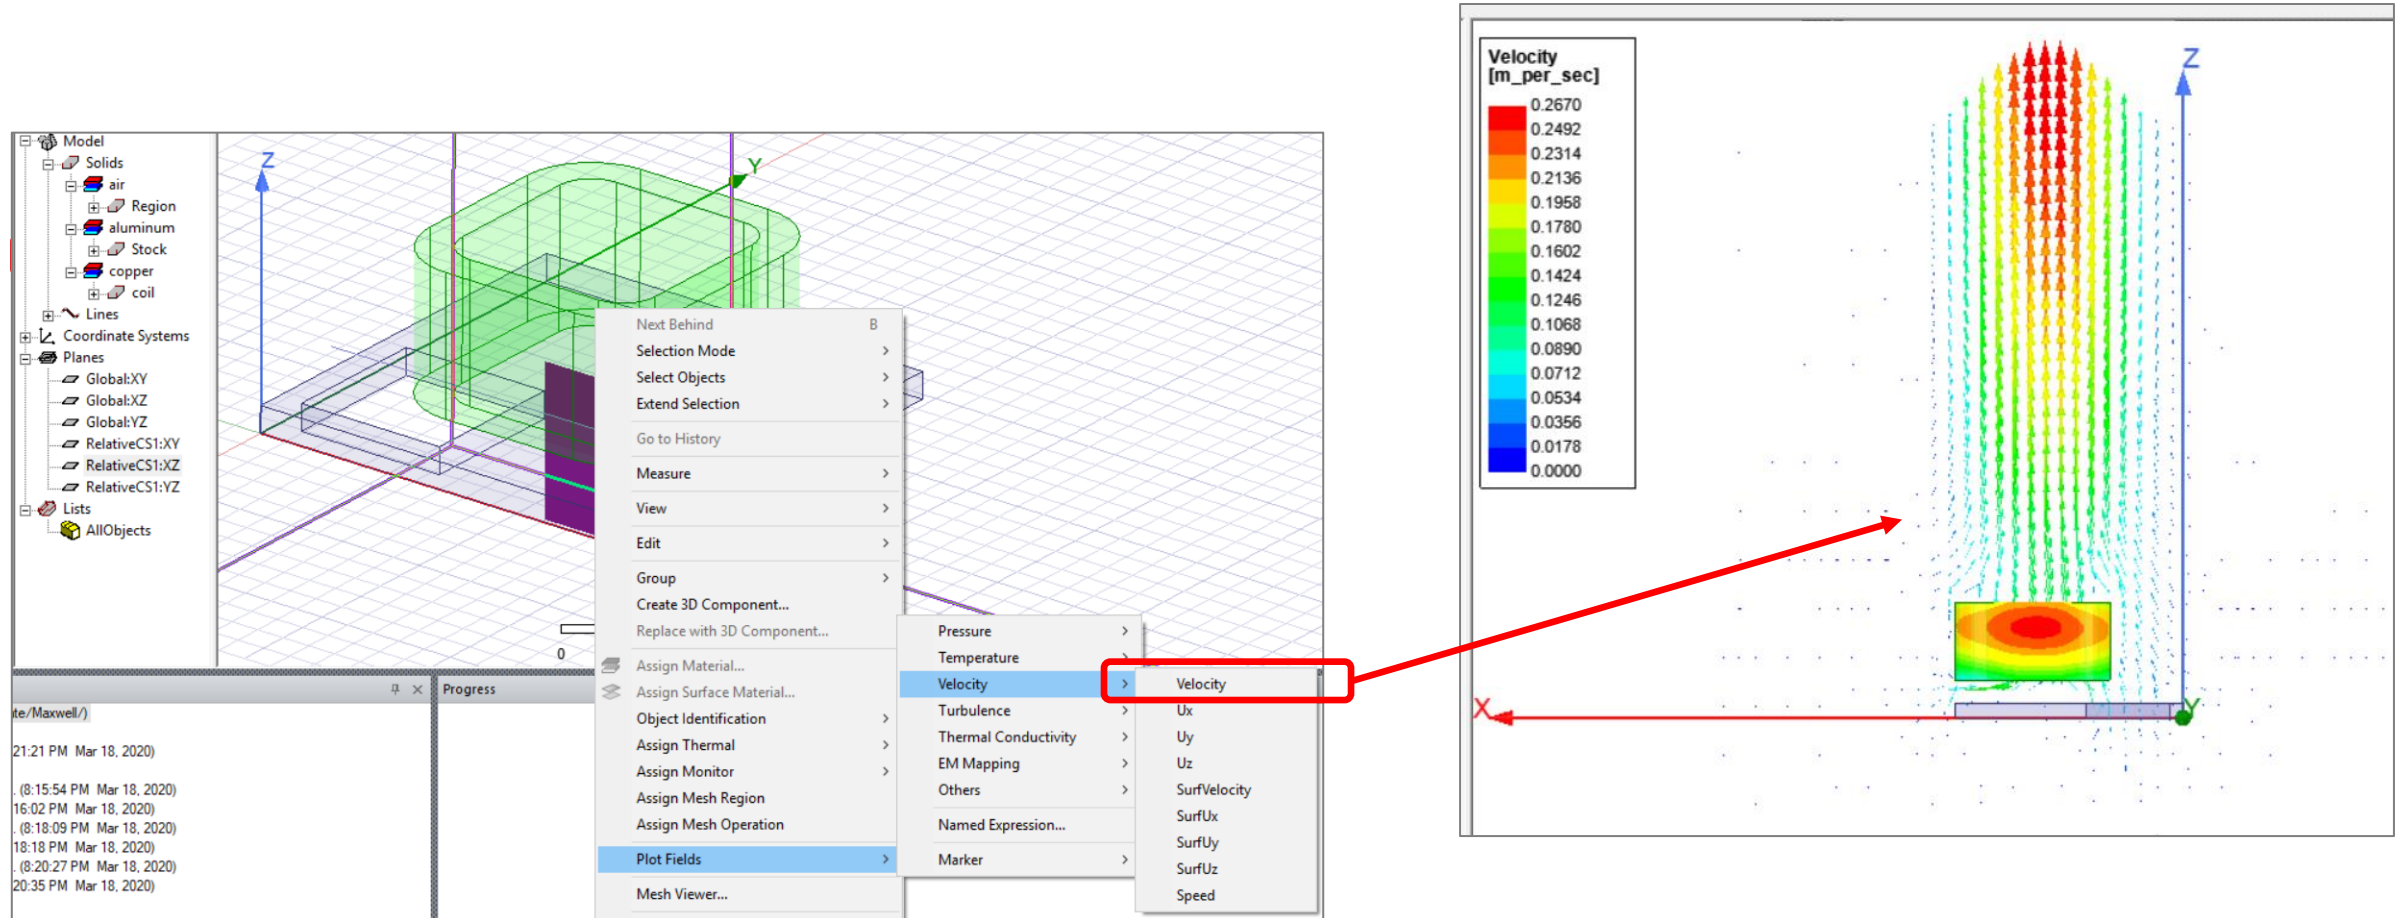 Model
Solids
air
Region
aluminum
Stock
copper
coil
Lines
Coordinate Systems
Planes
Global:XY
Global:XZ
Global:YZ
RelativeCS1:XY
RelativeCS1:XZ
RelativeCS1:YZ
Lists
AllObjects
Z
Y
0
Next Behind B
Selection Mode
Select Objects
Extend Selection
Go to History
Measure
View
Edit
Group
Create 3D Component...
Replace with 3D Component...
Assign Material...
Assign Surface Material...
Object Identification
Assign Thermal
Assign Monitor
Assign Mesh Region
Assign Mesh Operation
Plot Fields
Mesh Viewer...
Pressure
Temperature
Velocity
Turbulence
Thermal Conductivity
EM Mapping
Others
Named Expression...
Marker
Velocity
Ux
Uy
Uz
SurfVelocity
SurfUx
SurfUy
SurfUz
Speed
Progress
te/Maxwell/)
21:21 PM Mar 18, 2020)
. (8:15:54 PM Mar 18, 2020)
16:02 PM Mar 18, 2020)
. (8:18:09 PM Mar 18, 2020)
18:18 PM Mar 18, 2020)
. (8:20:27 PM Mar 18, 2020)
20:35 PM Mar 18, 2020)
Velocity
[m_per_sec]
0.2670
0.2492
0.2314
0.2136
0.1958
0.1780
0.1602
0.1424
0.1246
0.1068
0.0890
0.0712
0.0534
0.0356
0.0178
0.0000
Z
X
Y